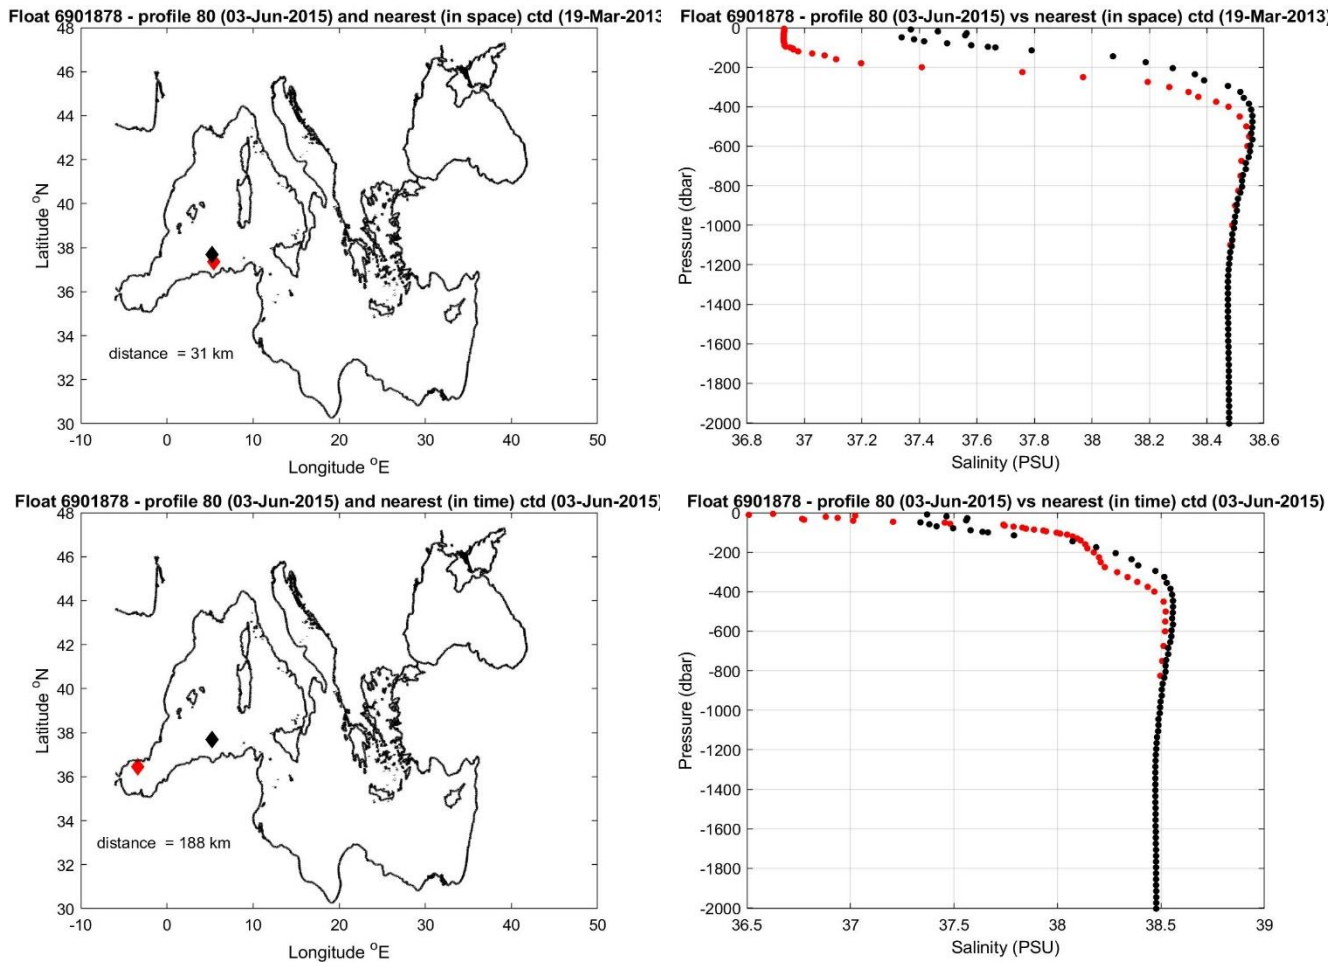 Float 6901878 - profile 80 (03-Jun-2015) and nearest (in space) ctd (19-Mar-2013
48
46
44
42
40
38
36
34
32
30
Latitude °N
distance = 31 km
-10 0 10 20 30 40 50
Longitude °E
Float 6901878 - profile 80 (03-Jun-2015) vs nearest (in space) ctd (19-Mar-2013)
0
-200
-400
-600
-800
-1000
-1200
-1400
-1600
-1800
-2000
Pressure (dbar)
36.8 37 37.2 37.4 37.6 37.8 38 38.2 38.4 38.6
Salinity (PSU)
Float 6901878 - profile 80 (03-Jun-2015) and nearest (in time) ctd (03-Jun-2015)
48
46
44
42
40
38
36
34
32
30
Latitude °N
distance = 188 km
-10 0 10 20 30 40 50
Longitude °E
Float 6901878 - profile 80 (03-Jun-2015) vs nearest (in time) ctd (03-Jun-2015)
0
-200
-400
-600
-800
-1000
-1200
-1400
-1600
-1800
-2000
Pressure (dbar)
36.5 37 37.5 38 38.5 39
Salinity (PSU)